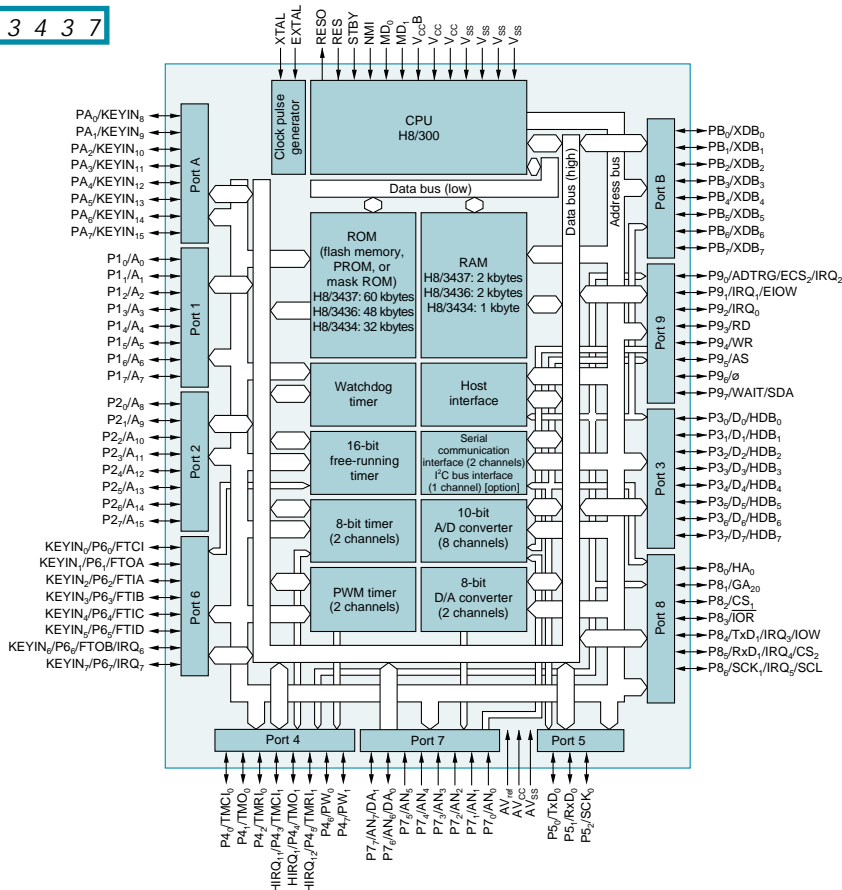 3 4 3 7
XTAL
EXTAL
RESO
RES
STBY
NMI
MD₀
MD₁
V_CCB
V_CC
V_CC
V_SS
V_SS
V_SS
V_SS
Clock pulse
generator
CPU
H8/300
Data bus (low)
Data bus (high)
Address bus
Port A
PA₀/KEYIN₈
PA₁/KEYIN₉
PA₂/KEYIN₁₀
PA₃/KEYIN₁₁
PA₄/KEYIN₁₂
PA₅/KEYIN₁₃
PA₆/KEYIN₁₄
PA₇/KEYIN₁₅
Port 1
P1₀/A₀
P1₁/A₁
P1₂/A₂
P1₃/A₃
P1₄/A₄
P1₅/A₅
P1₆/A₆
P1₇/A₇
Port 2
P2₀/A₈
P2₁/A₉
P2₂/A₁₀
P2₃/A₁₁
P2₄/A₁₂
P2₅/A₁₃
P2₆/A₁₄
P2₇/A₁₅
Port 6
KEYIN₀/P6₀/FTCI
KEYIN₁/P6₁/FTOA
KEYIN₂/P6₂/FTIA
KEYIN₃/P6₃/FTIB
KEYIN₄/P6₄/FTIC
KEYIN₅/P6₅/FTID
KEYIN₆/P6₆/FTOB/IRQ₆
KEYIN₇/P6₇/IRQ₇
ROM
(flash memory,
PROM, or
mask ROM)
H8/3437: 60 kbytes
H8/3436: 48 kbytes
H8/3434: 32 kbytes
RAM
H8/3437: 2 kbytes
H8/3436: 2 kbytes
H8/3434: 1 kbyte
Watchdog
timer
Host
interface
16-bit
free-running
timer
Serial
communication
interface (2 channels)
I²C bus interface
(1 channel) [option]
8-bit timer
(2 channels)
10-bit
A/D converter
(8 channels)
PWM timer
(2 channels)
8-bit
D/A converter
(2 channels)
Port B
PB₀/XDB₀
PB₁/XDB₁
PB₂/XDB₂
PB₃/XDB₃
PB₄/XDB₄
PB₅/XDB₅
PB₆/XDB₆
PB₇/XDB₇
Port 9
P9₀/ADTRG/ECS₂/IRQ₂
P9₁/IRQ₁/EIOW
P9₂/IRQ₀
P9₃/RD
P9₄/WR
P9₅/AS
P9₆/ø
P9₇/WAIT/SDA
Port 3
P3₀/D₀/HDB₀
P3₁/D₁/HDB₁
P3₂/D₂/HDB₂
P3₃/D₃/HDB₃
P3₄/D₄/HDB₄
P3₅/D₅/HDB₅
P3₆/D₆/HDB₆
P3₇/D₇/HDB₇
Port 8
P8₀/HA₀
P8₁/GA₂₀
P8₂/CS₁
P8₃/I̅O̅R̅
P8₄/TxD₁/IRQ₃/IOW
P8₅/RxD₁/IRQ₄/CS₂
P8₆/SCK₁/IRQ₅/SCL
Port 4
Port 7
Port 5
P4₀/TMCI₀
P4₁/TMO₀
P4₂/TMRI₀
HIRQ₁₁/P4₃/TMCI₁
HIRQ₁/P4₄/TMO₁
HIRQ₁₂/P4₅/TMRI₁
P4₆/PW₀
P4₇/PW₁
P7₇/AN₇/DA₁
P7₆/AN₆/DA₀
P7₅/AN₅
P7₄/AN₄
P7₃/AN₃
P7₂/AN₂
P7₁/AN₁
P7₀/AN₀
AV_ref
AV_CC
AV_SS
P5₀/TxD₀
P5₁/RxD₀
P5₂/SCK₀